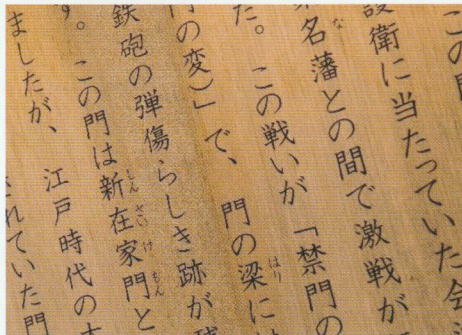 この門
護衛に当たっていた会
名藩との間で激戦が
た。この戦いが「禁門の
門の変）」で、門の梁に
鉄砲の弾傷らしき跡が
す。この門は新在家門と
ましたが、江戸時代の
れていた門